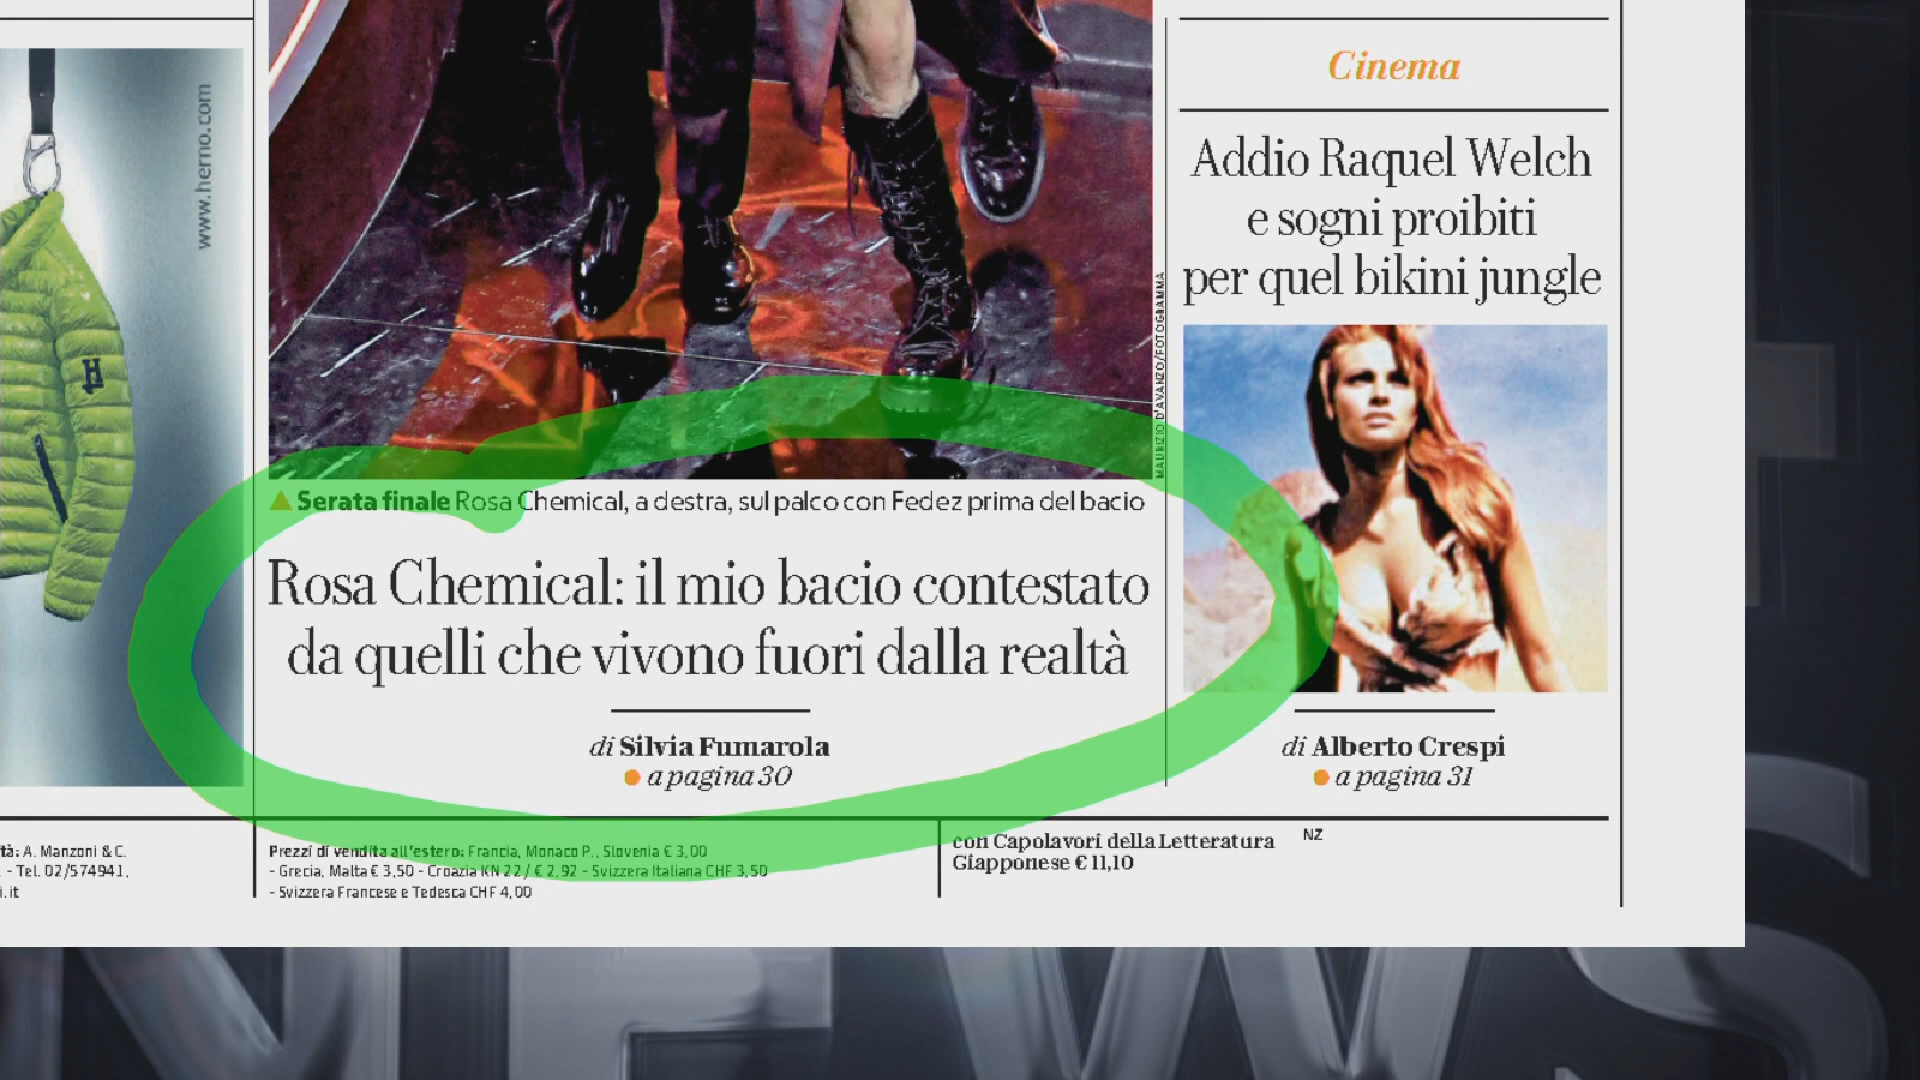 www.herno.com
MAURIZIO D'AVANZO/FOTOGRAMMA
Serata finale Rosa Chemical, a destra, sul palco con Fedez prima del bacio
Rosa Chemical: il mio bacio contestato
da quelli che vivono fuori dalla realtà
di Silvia Fumarola
a pagina 30
Cinema
Addio Raquel Welch
e sogni proibiti
per quel bikini jungle
di Alberto Crespi
a pagina 31
tà: A. Manzoni & C.
- Tel. 02/574941,
i.it
Prezzi di vendita all'estero: Francia, Monaco P., Slovenia € 3,00
- Grecia, Malta € 3,50 - Croazia KN 22 / € 2,92 - Svizzera Italiana CHF 3,50
- Svizzera Francese e Tedesca CHF 4,00
con Capolavori della Letteratura
Giapponese € 11,10
NZ
NEWS